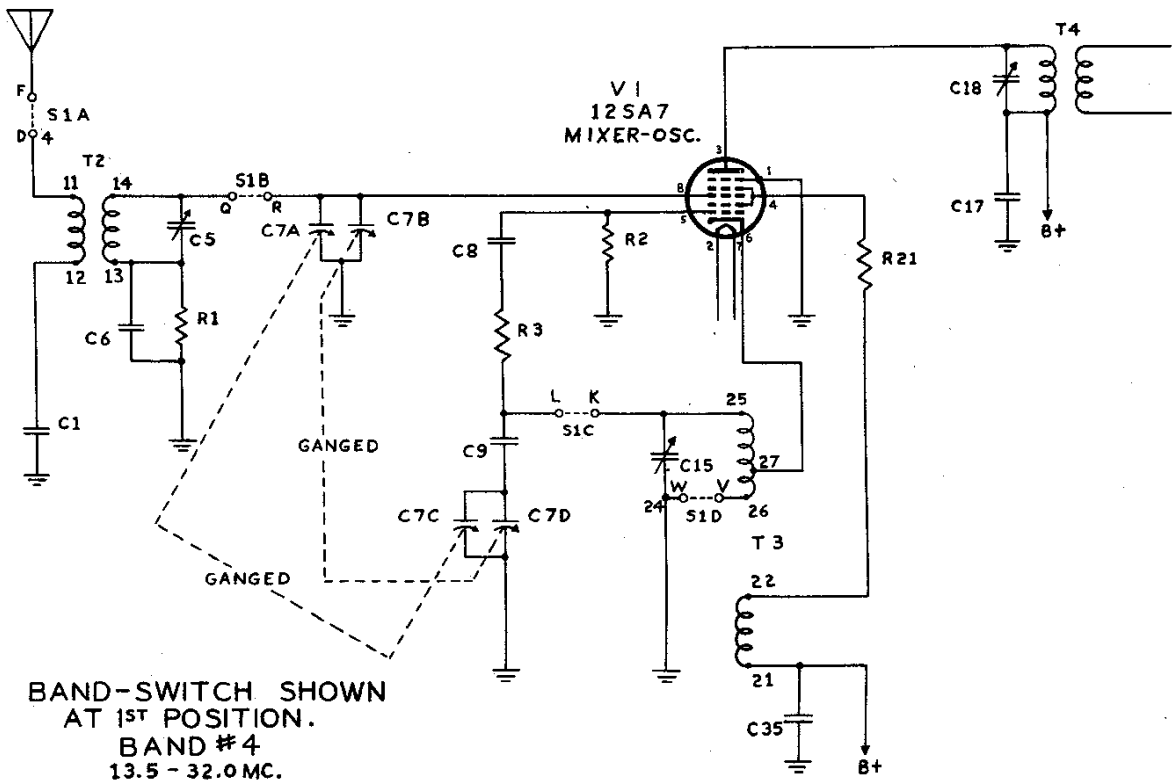 T4
C18
C17
B+
V1
12SA7
MIXER-OSC.
3
1
8
4
5
2
7
6
F
S1A
D
4
T2
11
14
12
13
S1B
Q
R
C5
C7A
C7B
C6
R1
C1
C8
R2
R3
R21
L
K
S1C
25
C9
C15
27
W
V
24
S1D
26
T3
GANGED
C7C
C7D
GANGED
22
21
C35
B+
BAND-SWITCH SHOWN
AT 1ST POSITION.
BAND #4
13.5 - 32.0 MC.